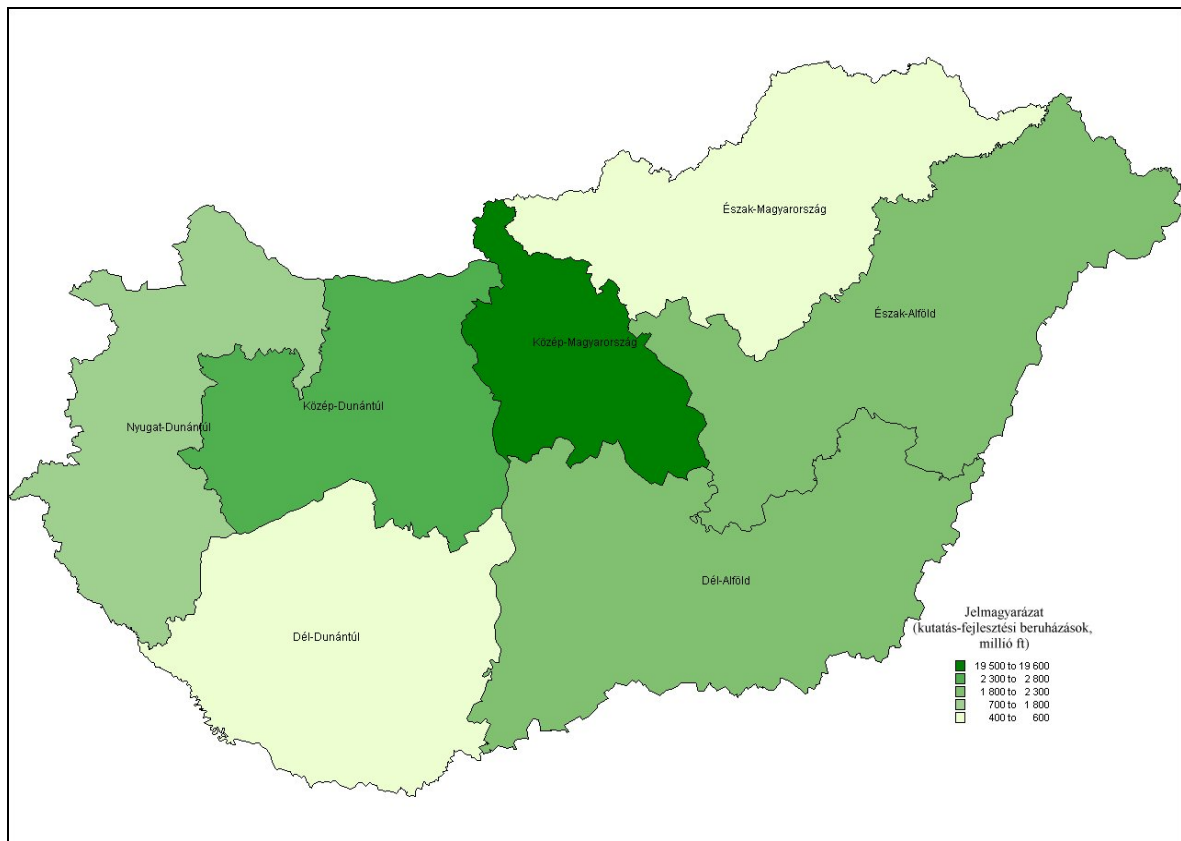 Észak-Magyarország
Észak-Alföld
Közép-Magyarország
Közép-Dunántúl
Nyugat-Dunántúl
Dél-Alföld
Dél-Dunántúl
Jelmagyarázat
(kutatás-fejlesztési beruházások,
millió ft)
19 500 to 19 600
2 300 to 2 800
1 800 to 2 300
700 to 1 800
400 to 600